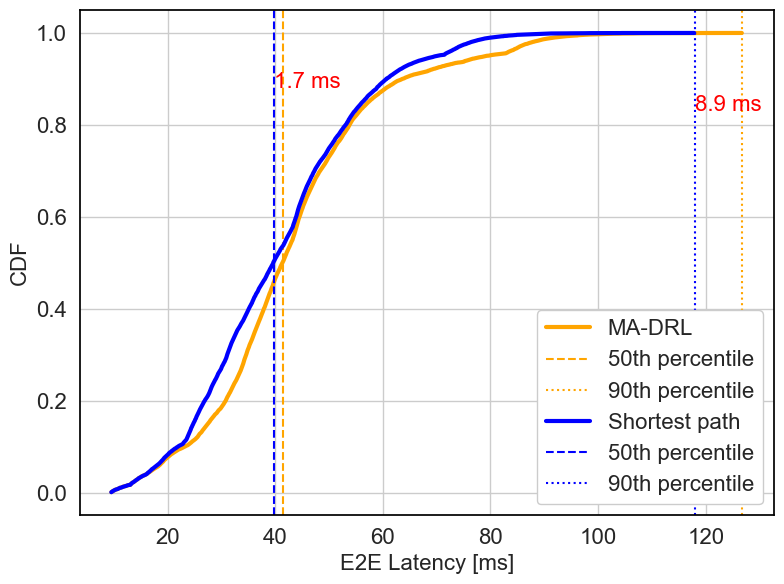 1.0
0.8
0.6
0.4
0.2
0.0
CDF
1.7 ms
8.9 ms
MA-DRL
50th percentile
90th percentile
Shortest path
50th percentile
90th percentile
20 40 60 80 100 120
E2E Latency [ms]